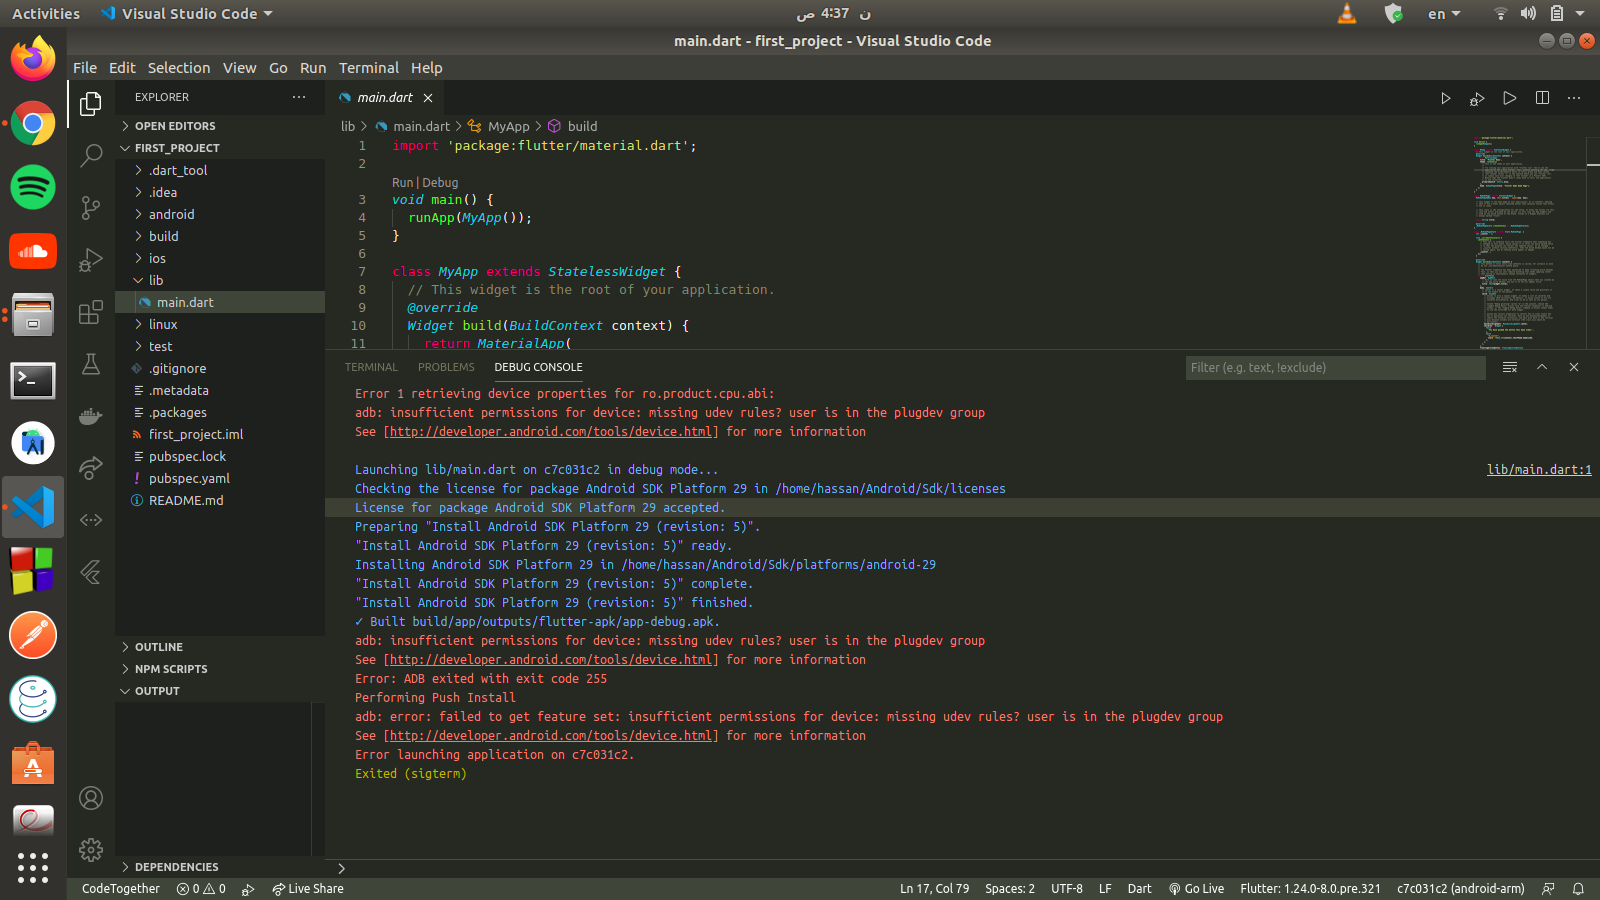 Activities
Visual Studio Code
ن 4:37 ص
en
main.dart - first_project - Visual Studio Code
File Edit Selection View Go Run Terminal Help
EXPLORER
main.dart
OPEN EDITORS
FIRST_PROJECT
.dart_tool
.idea
android
build
ios
lib
main.dart
linux
test
.gitignore
.metadata
.packages
first_project.iml
pubspec.lock
pubspec.yaml
README.md
OUTLINE
NPM SCRIPTS
OUTPUT
DEPENDENCIES
lib > main.dart > MyApp > build
1 import 'package:flutter/material.dart';
2
Run | Debug
3 void main() {
4 runApp(MyApp());
5 }
6
7 class MyApp extends StatelessWidget {
8 // This widget is the root of your application.
9 @override
10 Widget build(BuildContext context) {
11 return MaterialApp(
TERMINAL PROBLEMS DEBUG CONSOLE
Filter (e.g. text, !exclude)
Error 1 retrieving device properties for ro.product.cpu.abi:
adb: insufficient permissions for device: missing udev rules? user is in the plugdev group
See [http://developer.android.com/tools/device.html] for more information
Launching lib/main.dart on c7c031c2 in debug mode...
lib/main.dart:1
Checking the license for package Android SDK Platform 29 in /home/hassan/Android/Sdk/licenses
License for package Android SDK Platform 29 accepted.
Preparing "Install Android SDK Platform 29 (revision: 5)".
"Install Android SDK Platform 29 (revision: 5)" ready.
Installing Android SDK Platform 29 in /home/hassan/Android/Sdk/platforms/android-29
"Install Android SDK Platform 29 (revision: 5)" complete.
"Install Android SDK Platform 29 (revision: 5)" finished.
✓ Built build/app/outputs/flutter-apk/app-debug.apk.
adb: insufficient permissions for device: missing udev rules? user is in the plugdev group
See [http://developer.android.com/tools/device.html] for more information
Error: ADB exited with exit code 255
Performing Push Install
adb: error: failed to get feature set: insufficient permissions for device: missing udev rules? user is in the plugdev group
See [http://developer.android.com/tools/device.html] for more information
Error launching application on c7c031c2.
Exited (sigterm)
CodeTogether 0 0 Live Share Ln 17, Col 79 Spaces: 2 UTF-8 LF Dart Go Live Flutter: 1.24.0-8.0.pre.321 c7c031c2 (android-arm)